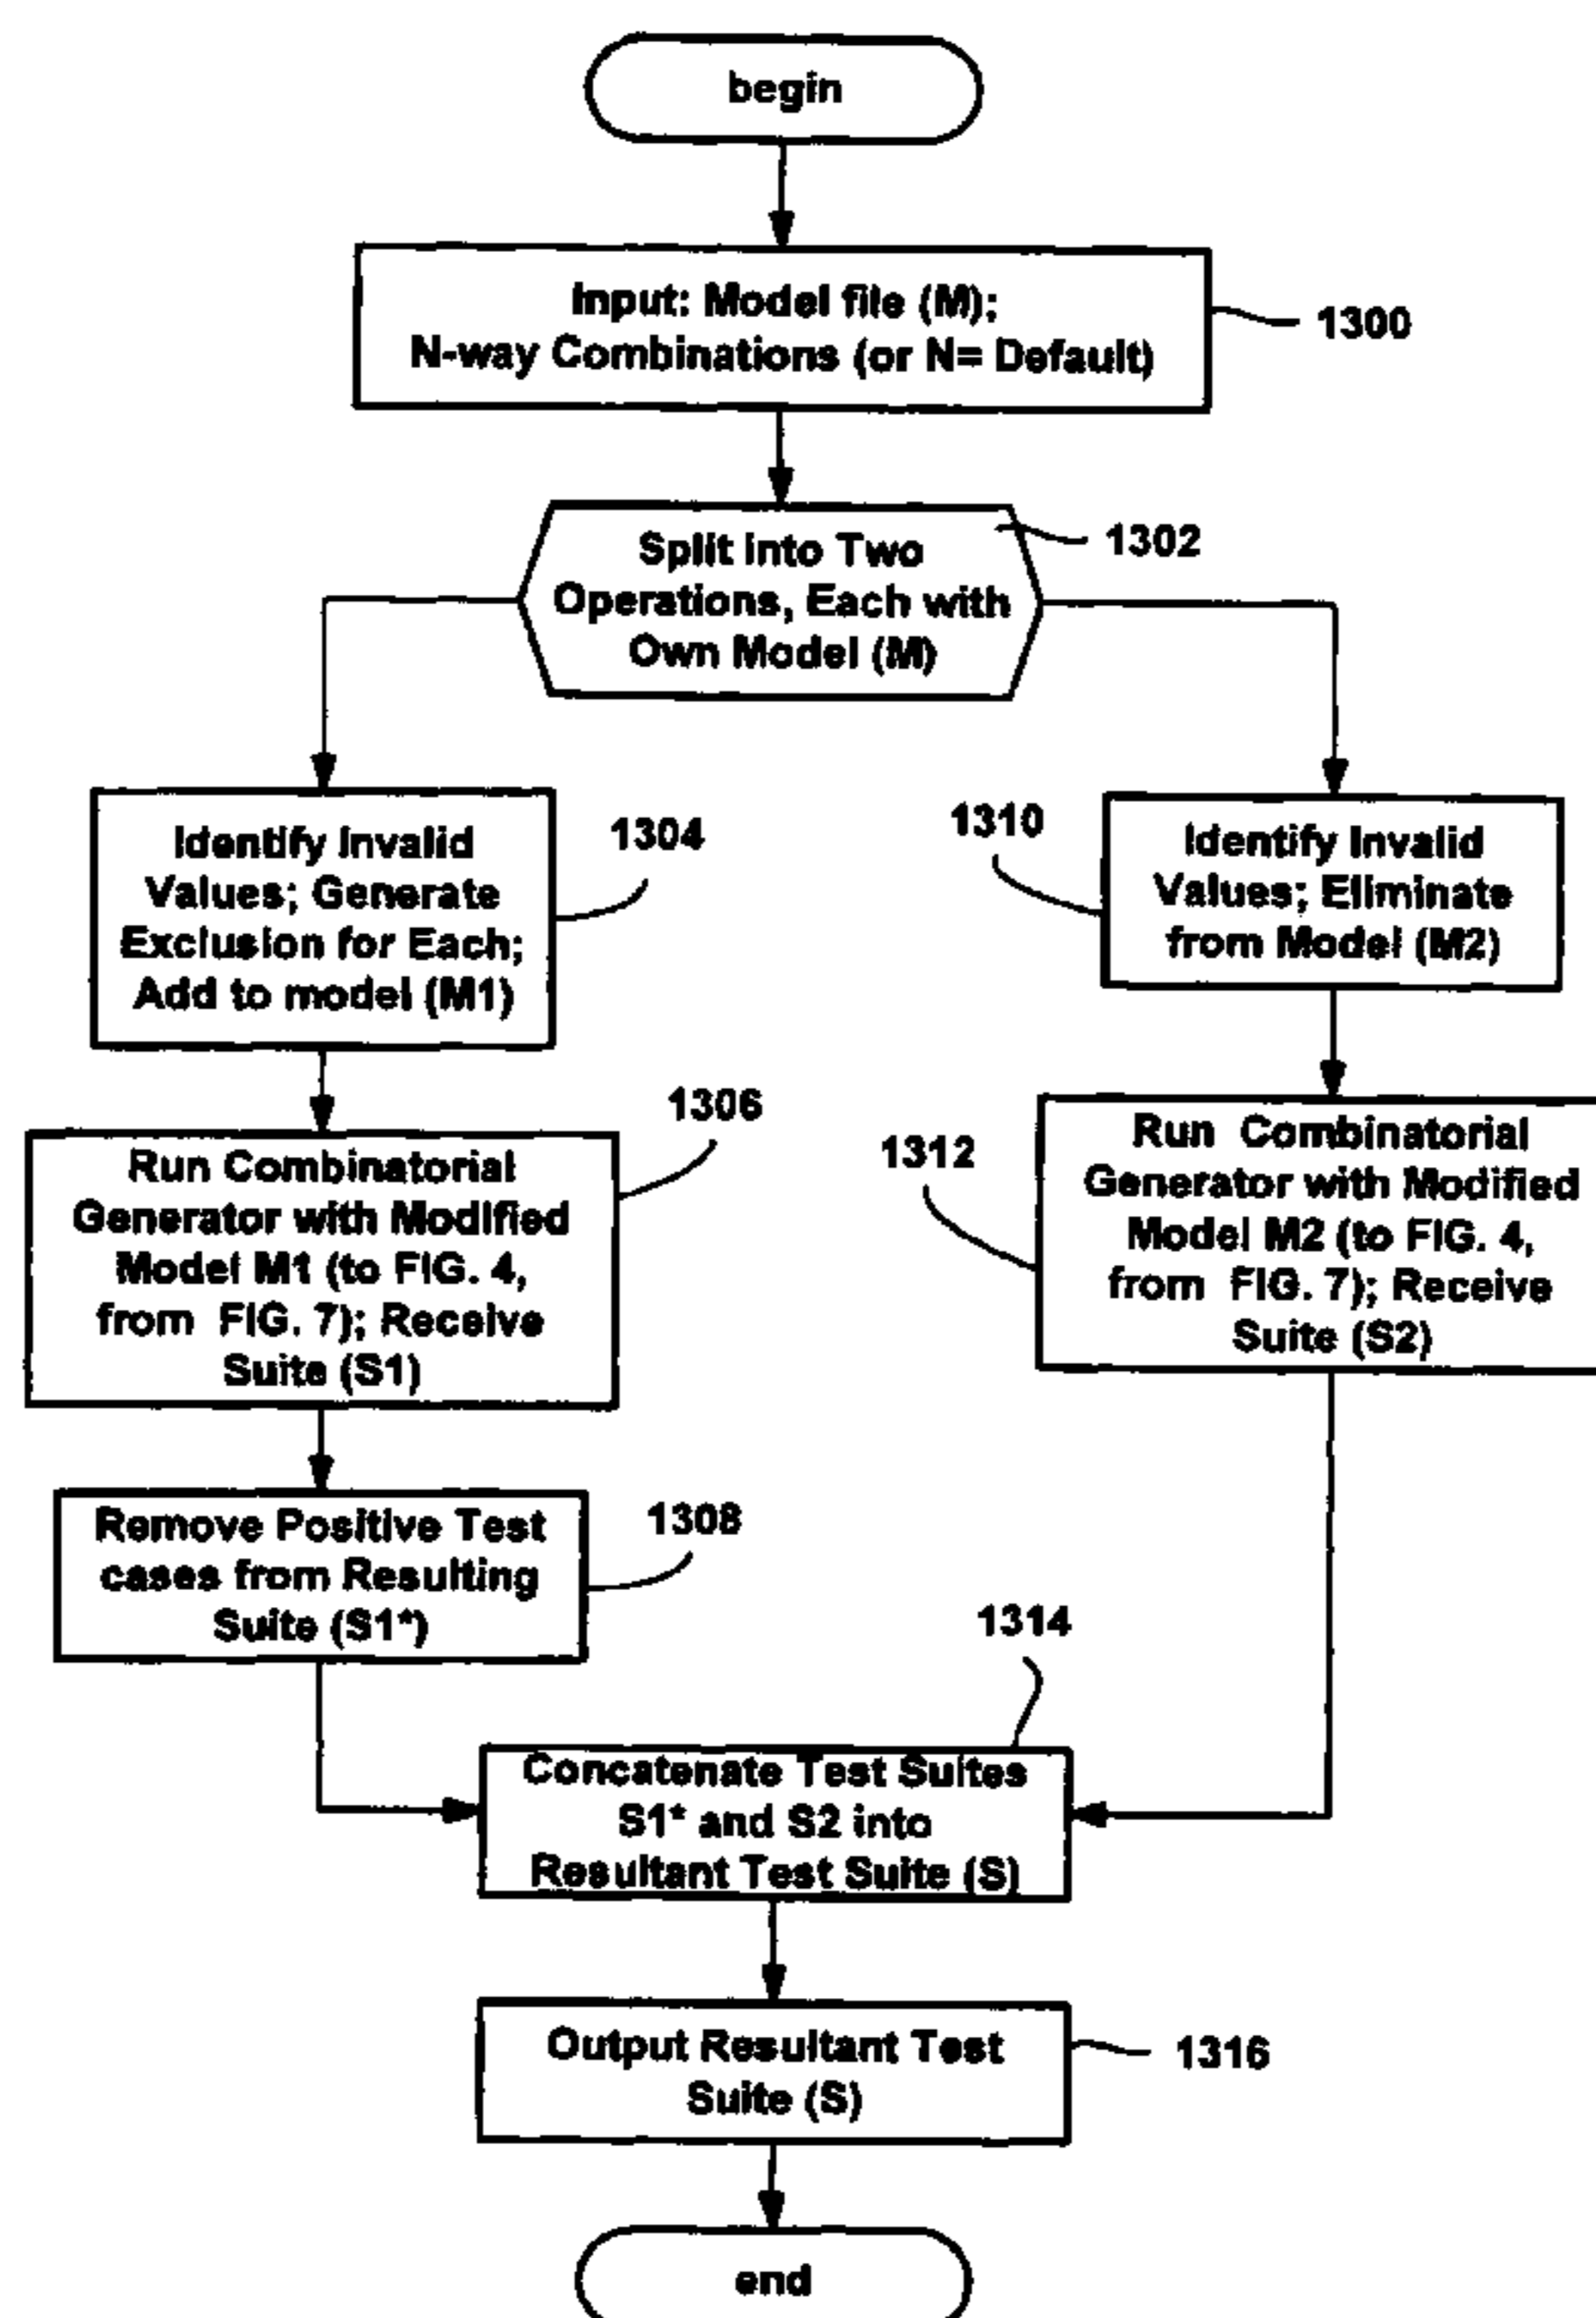 begin
Input: Model file (M);
N-way Combinations (or N= Default)
1300
Split into Two
Operations, Each with
Own Model (M)
1302
Identify Invalid
Values; Generate
Exclusion for Each;
Add to model (M1)
1304
1310
Identify Invalid
Values; Eliminate
from Model (M2)
Run Combinatorial
Generator with Modified
Model M1 (to FIG. 4,
from FIG. 7); Receive
Suite (S1)
1306
1312
Run Combinatorial
Generator with Modified
Model M2 (to FIG. 4,
from FIG. 7); Receive
Suite (S2)
Remove Positive Test
cases from Resulting
Suite (S1*)
1308
1314
Concatenate Test Suites
S1* and S2 into
Resultant Test Suite (S)
Output Resultant Test
Suite (S)
1316
end